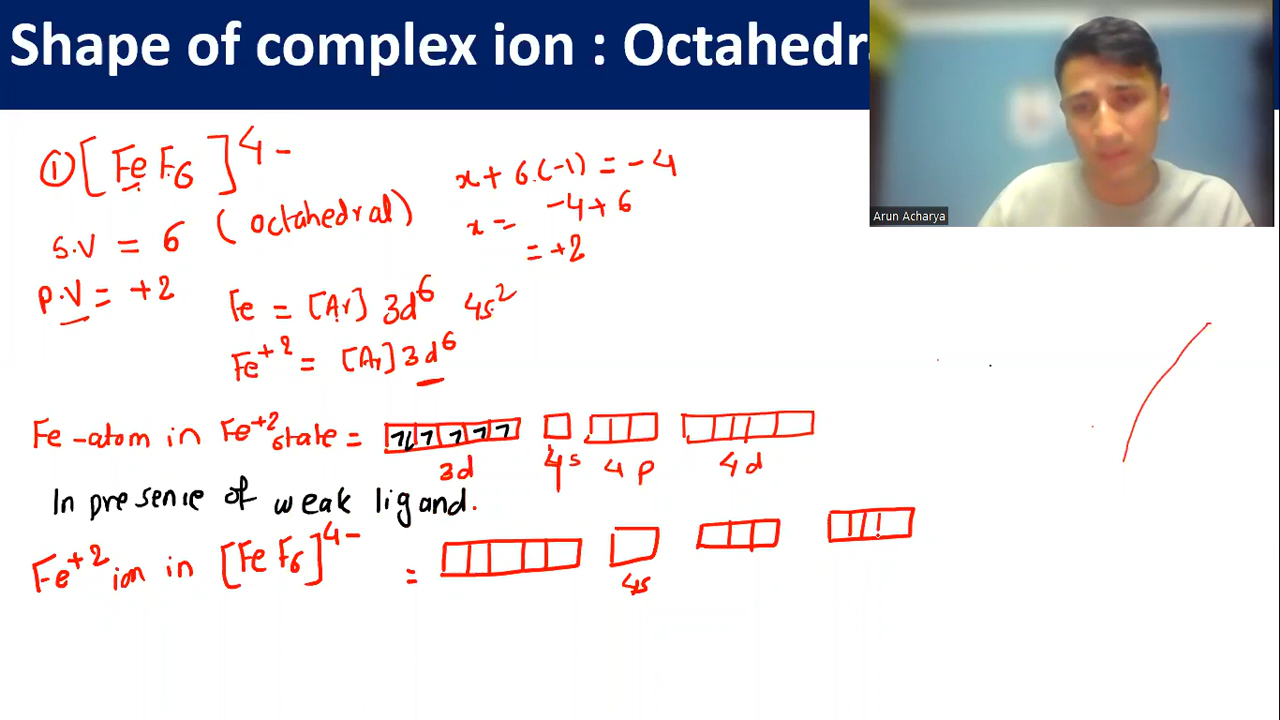 Shape of complex ion : Octahedra
Arun Acharya
① [Fe F6]4-
x + 6.(-1) = -4
x = -4+6
= +2
S.V = 6 (octahedral)
P.V = +2
Fe = [Ar] 3d6 4s2
Fe+2 = [Ar] 3d6
Fe-atom in Fe+2 state =
3d 4s 4p 4d
In presence of weak ligand.
Fe+2 ion in [Fe F6]4- =
4s